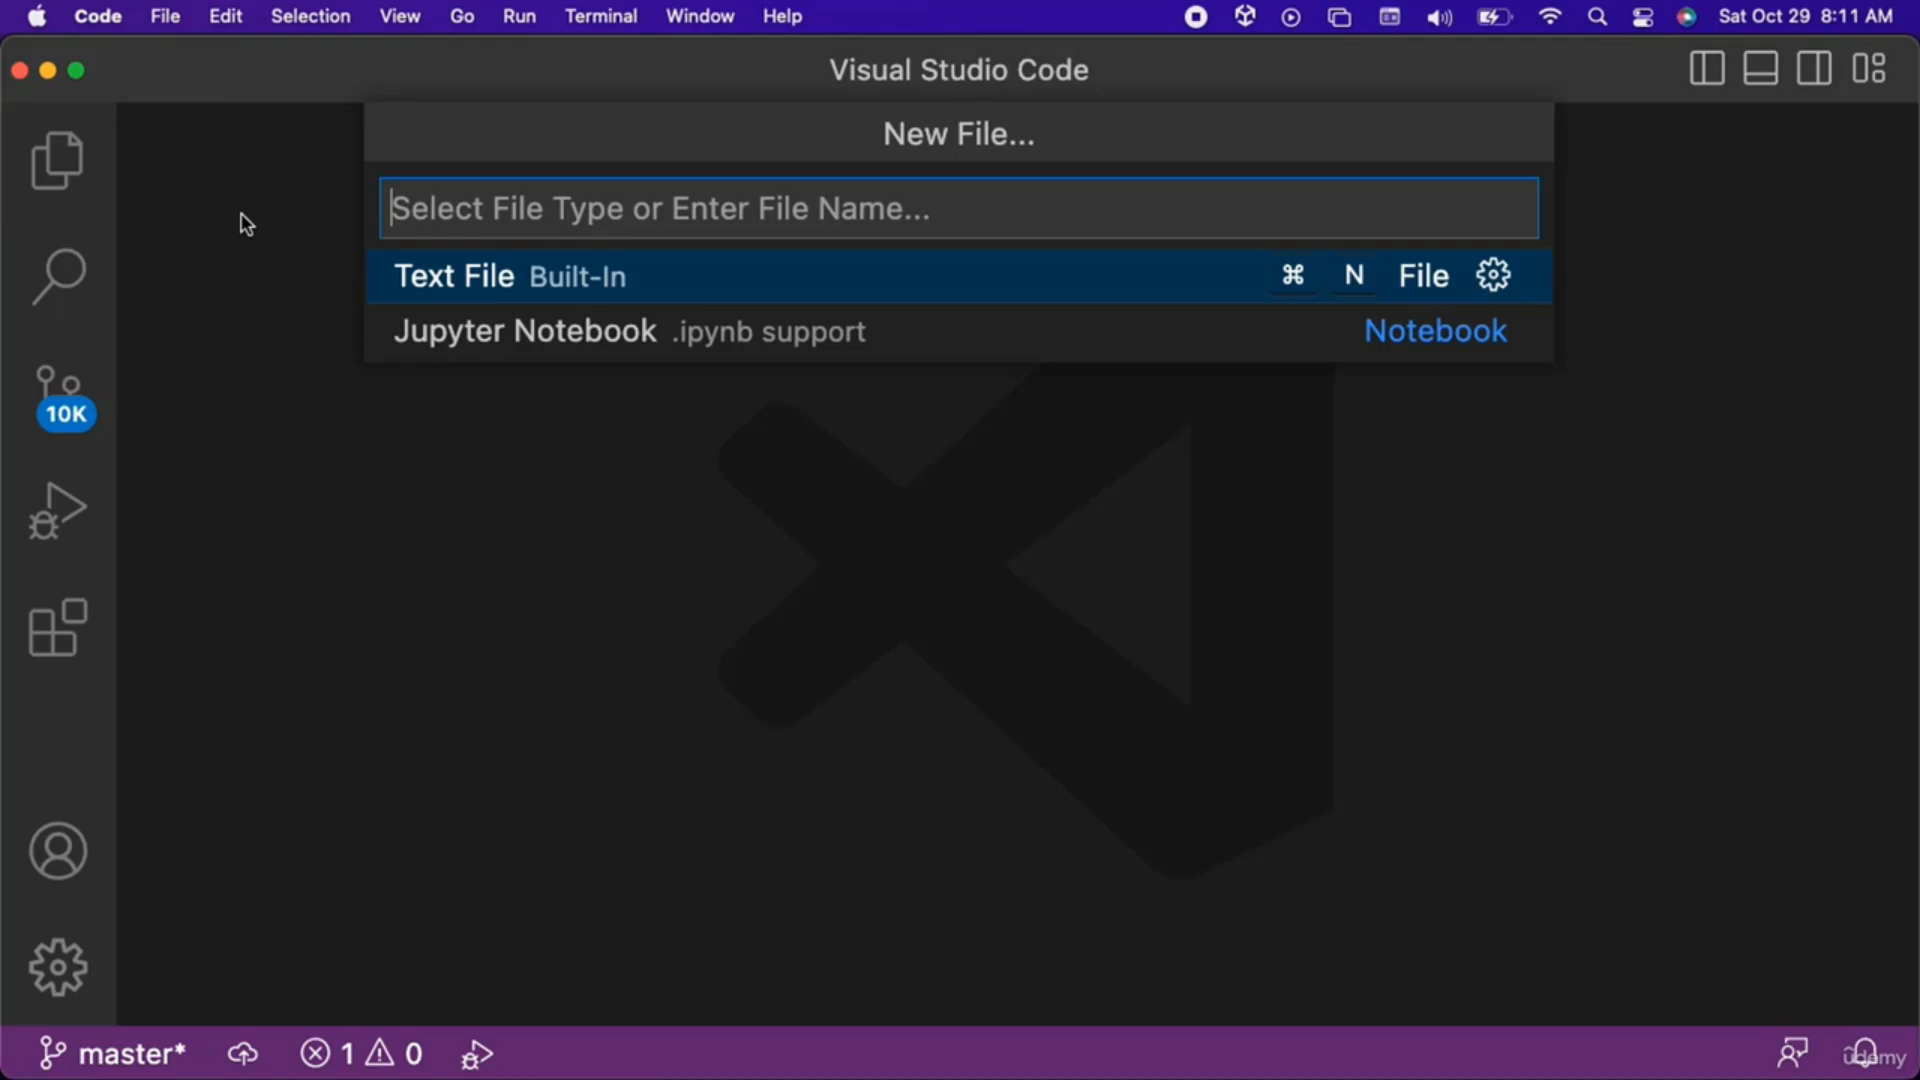 Code File Edit Selection View Go Run Terminal Window Help Sat Oct 29 8:11 AM
Visual Studio Code
New File...
Select File Type or Enter File Name...
Text File Built-In ⌘ N File
Jupyter Notebook .ipynb support Notebook
10K
master* 1 0
ûdemy